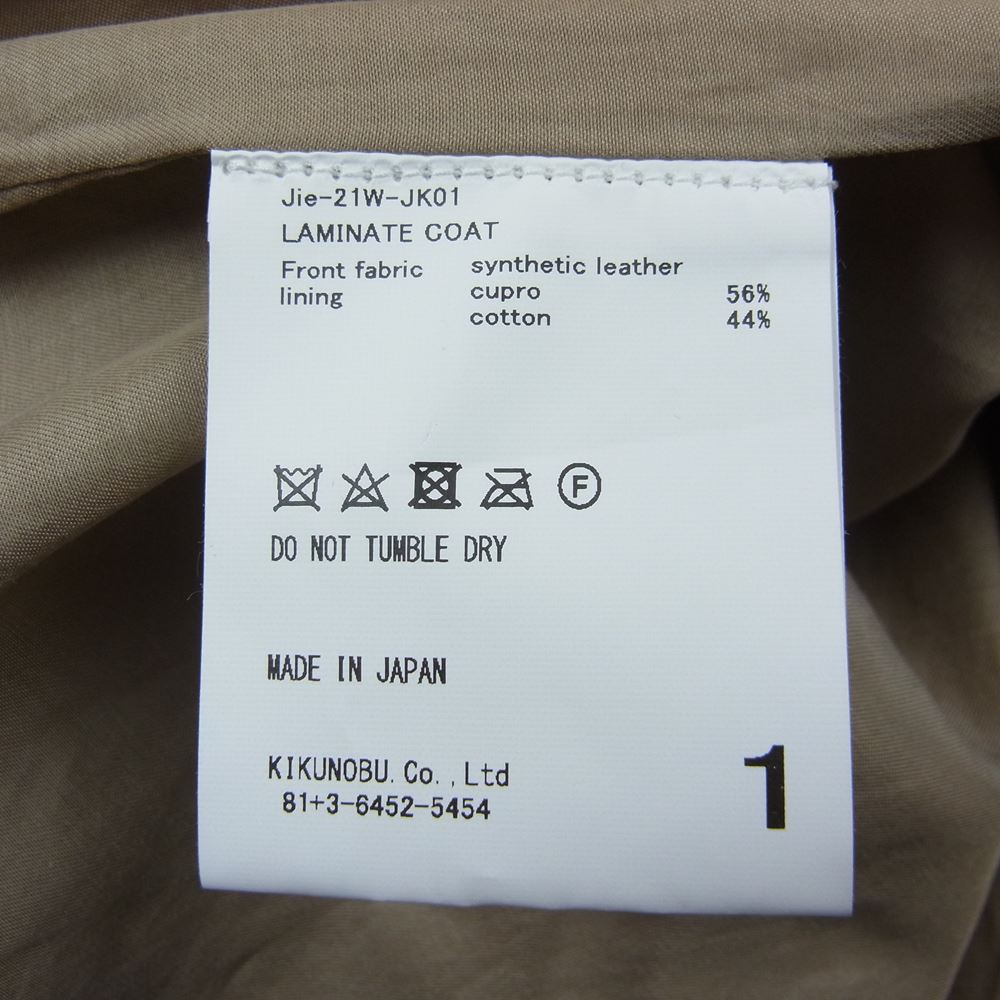 Jie-21W-JK01
LAMINATE COAT
Front fabric synthetic leather
lining cupro 56%
cotton 44%
F
DO NOT TUMBLE DRY
MADE IN JAPAN
KIKUNOBU.Co.,Ltd
81+3-6452-5454
1